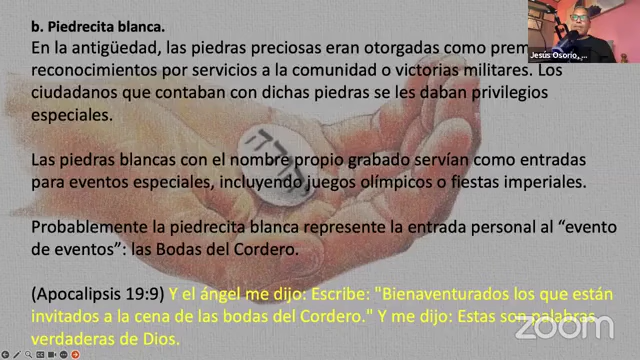 b. Piedrecita blanca.
En la antigüedad, las piedras preciosas eran otorgadas como prem
reconocimientos por servicios a la comunidad o victorias militares. Los
ciudadanos que contaban con dichas piedras se les daban privilegios
especiales.
Las piedras blancas con el nombre propio grabado servían como entradas
para eventos especiales, incluyendo juegos olímpicos o fiestas imperiales.
Probablemente la piedrecita blanca represente la entrada personal al “evento
de eventos”: las Bodas del Cordero.
(Apocalipsis 19:9) Y el ángel me dijo: Escribe: "Bienaventurados los que están
invitados a la cena de las bodas del Cordero." Y me dijo: Estas son palabras
verdaderas de Dios.
Jesús Osorio, _...
zoom